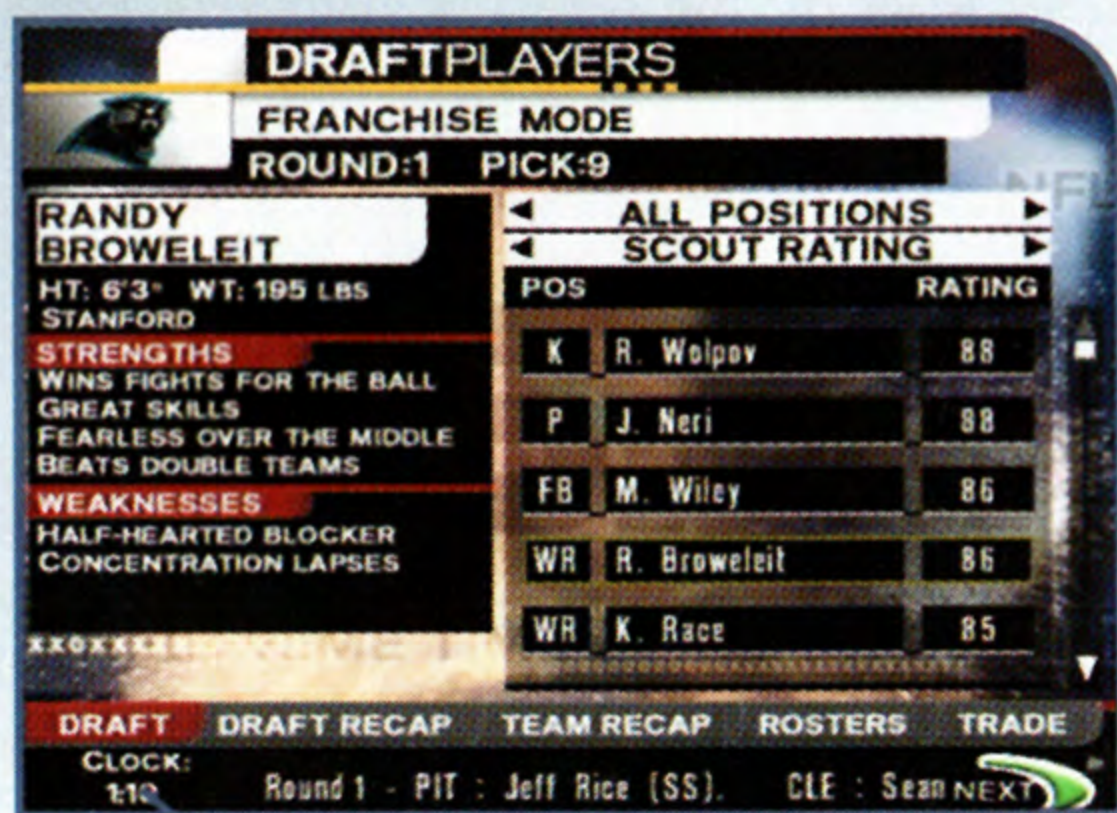 DRAFTPLAYERS
FRANCHISE MODE
ROUND:1 PICK:9
RANDY
BROWELEIT
HT: 6'3" WT: 195 LBS
STANFORD
STRENGTHS
WINS FIGHTS FOR THE BALL
GREAT SKILLS
FEARLESS OVER THE MIDDLE
BEATS DOUBLE TEAMS
WEAKNESSES
HALF-HEARTED BLOCKER
CONCENTRATION LAPSES
ALL POSITIONS
SCOUT RATING
POS RATING
K R. Wolpov 88
P J. Neri 88
FB M. Wiley 86
WR R. Broweleit 86
WR K. Race 85
DRAFT DRAFT RECAP TEAM RECAP ROSTERS TRADE
CLOCK:
Round 1 - PIT : Jeff Rice (SS). CLE : Sean NEXT